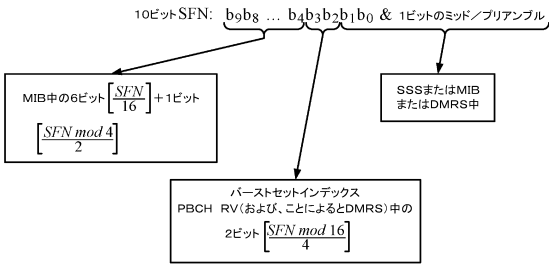 10ビットSFN: b₉b₈ … b₄b₃b₂b₁b₀ & 1ビットのミッド／プリアンブル
MIB中の6ビット[SFN/16]+1ビット
[SFN mod 4/2]
SSSまたはMIB
またはDMRS中
バーストセットインデックス
PBCH RV(および、ことによるとDMRS)中の
2ビット[SFN mod 16/4]